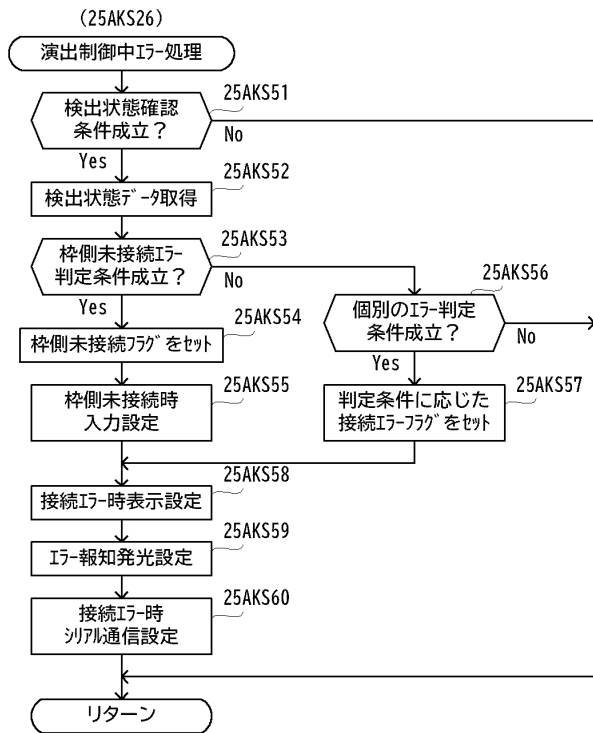 (25AKS26)
演出制御中エラー処理
25AKS51
検出状態確認
条件成立？
No
Yes
25AKS52
検出状態データ取得
25AKS53
枠側未接続エラー
判定条件成立？
No
Yes
25AKS56
個別のエラー判定
条件成立？
No
Yes
25AKS54
枠側未接続フラグをセット
25AKS55
枠側未接続時
入力設定
25AKS57
判定条件に応じた
接続エラーフラグをセット
25AKS58
接続エラー時表示設定
25AKS59
エラー報知発光設定
25AKS60
接続エラー時
シリアル通信設定
リターン